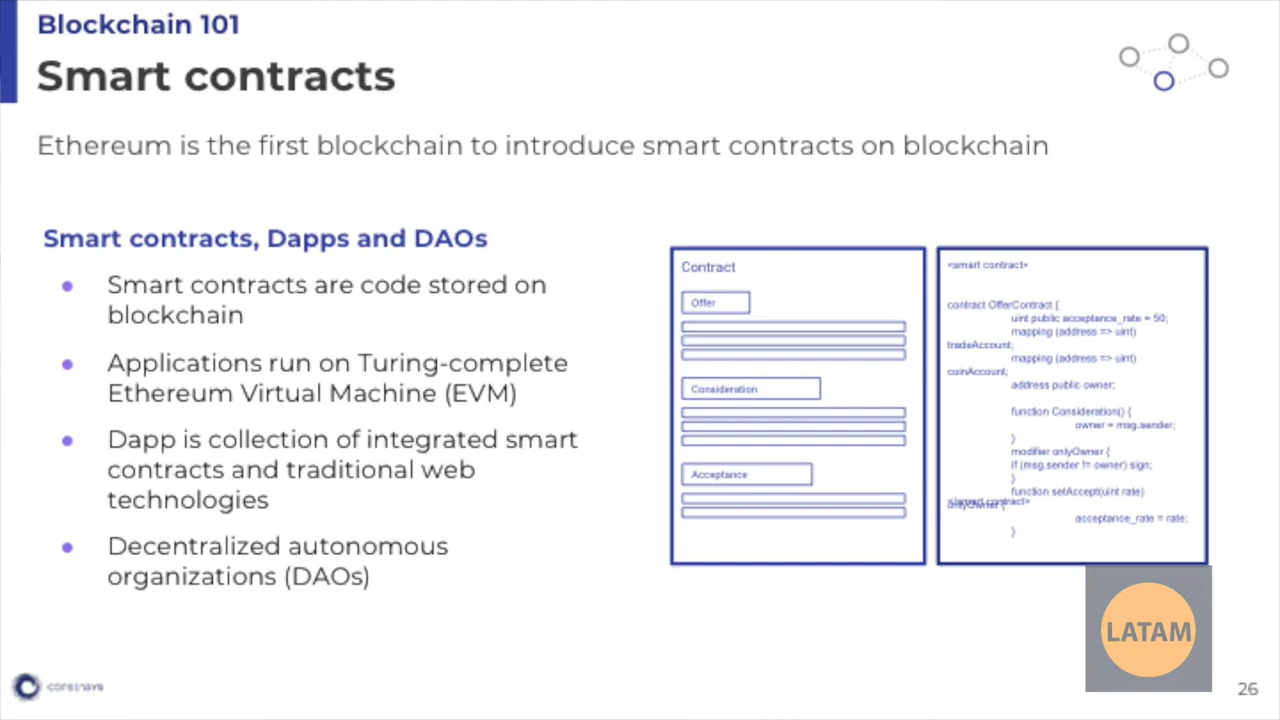 Blockchain 101
Smart contracts
Ethereum is the first blockchain to introduce smart contracts on blockchain
Smart contracts, Dapps and DAOs
● Smart contracts are code stored on
blockchain
● Applications run on Turing-complete
Ethereum Virtual Machine (EVM)
● Dapp is collection of integrated smart
contracts and traditional web
technologies
● Decentralized autonomous
organizations (DAOs)
Contract
Offer
Consideration
Acceptance
<smart contract>
contract OfferContract {
uint public acceptance_rate = 50;
mapping (address => uint)
tradeAccount;
mapping (address => uint)
coinAccount;
address public owner;
function Consideration() {
owner = msg.sender;
}
modifier onlyOwner {
if (msg.sender != owner) sign;
}
function setAccept(uint rate)
onlyOwner {
</smart contract>
acceptance_rate = rate;
}
LATAM
consensys
26